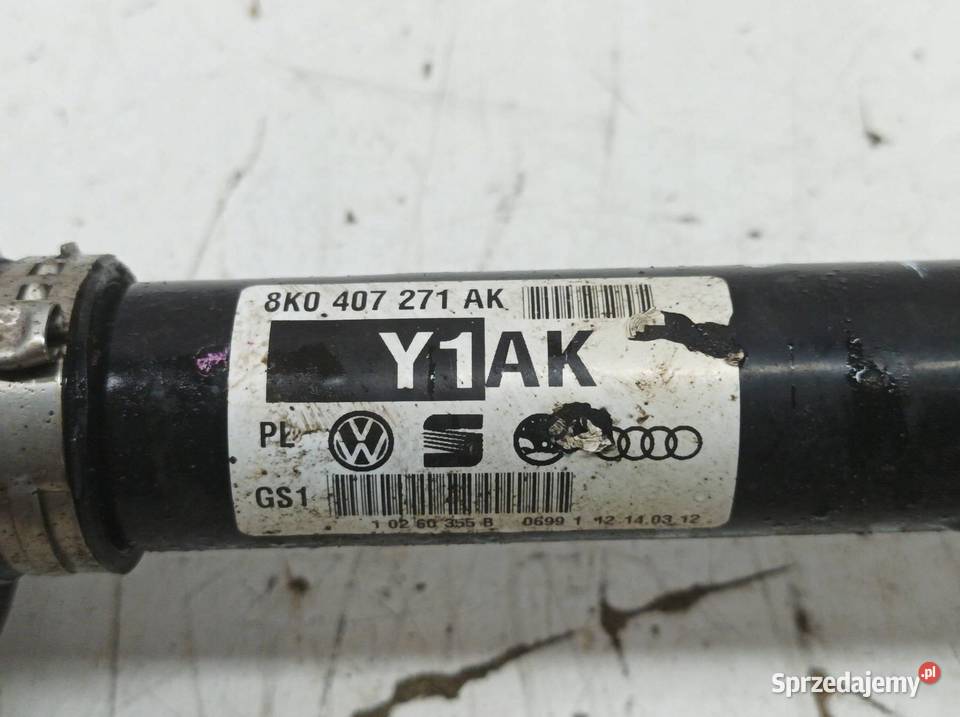 8K0 407 271 AK
Y1AK
PL
GS1
1 02 60 355 B 0699 1 12 14.03.12
Sprzedajemy.pl